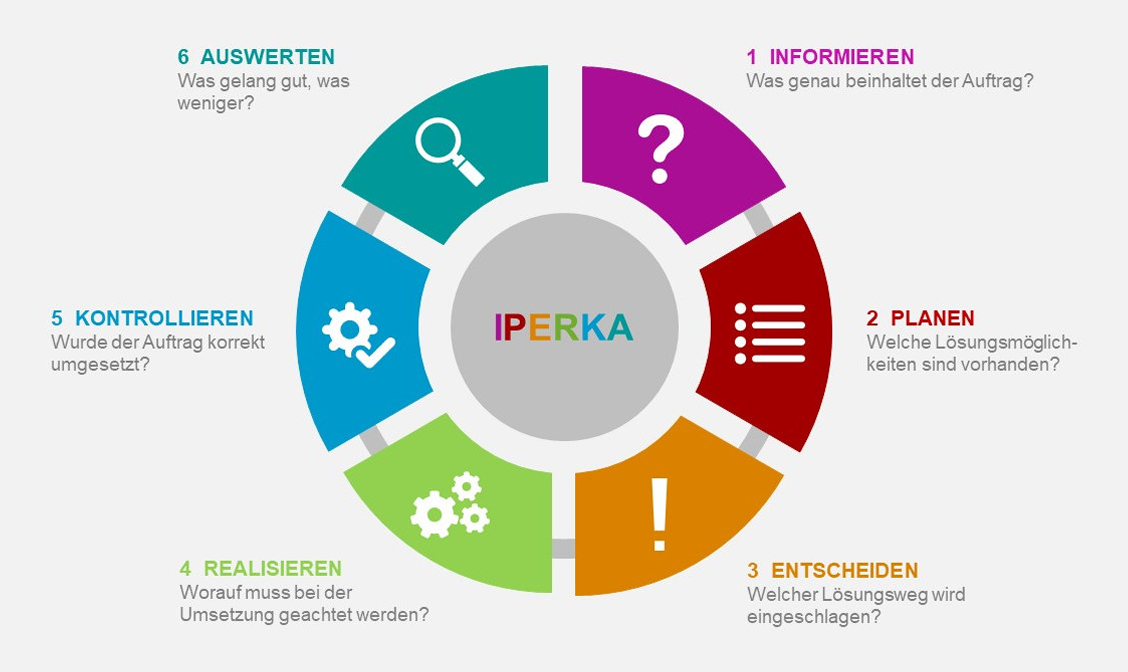 6 AUSWERTEN
Was gelang gut, was
weniger?
1 INFORMIEREN
Was genau beinhaltet der Auftrag?
5 KONTROLLIEREN
Wurde der Auftrag korrekt
umgesetzt?
IPERKA
2 PLANEN
Welche Lösungsmöglich-
keiten sind vorhanden?
4 REALISIEREN
Worauf muss bei der
Umsetzung geachtet werden?
3 ENTSCHEIDEN
Welcher Lösungsweg wird
eingeschlagen?